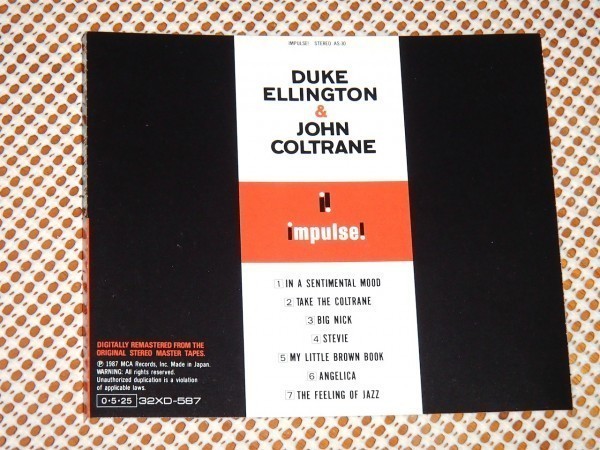 IMPULSE! STEREO AS-30
DUKE
ELLINGTON
&
JOHN
COLTRANE
i!
impulse!
1 IN A SENTIMENTAL MOOD
2 TAKE THE COLTRANE
3 BIG NICK
4 STEVIE
5 MY LITTLE BROWN BOOK
6 ANGELICA
7 THE FEELING OF JAZZ
DIGITALLY REMASTERED FROM THE
ORIGINAL STEREO MASTER TAPES.
℗ 1987 MCA Records, Inc. Made in Japan.
WARNING: All rights reserved.
Unauthorized duplication is a violation
of applicable laws.
0·5·25 32XD-587